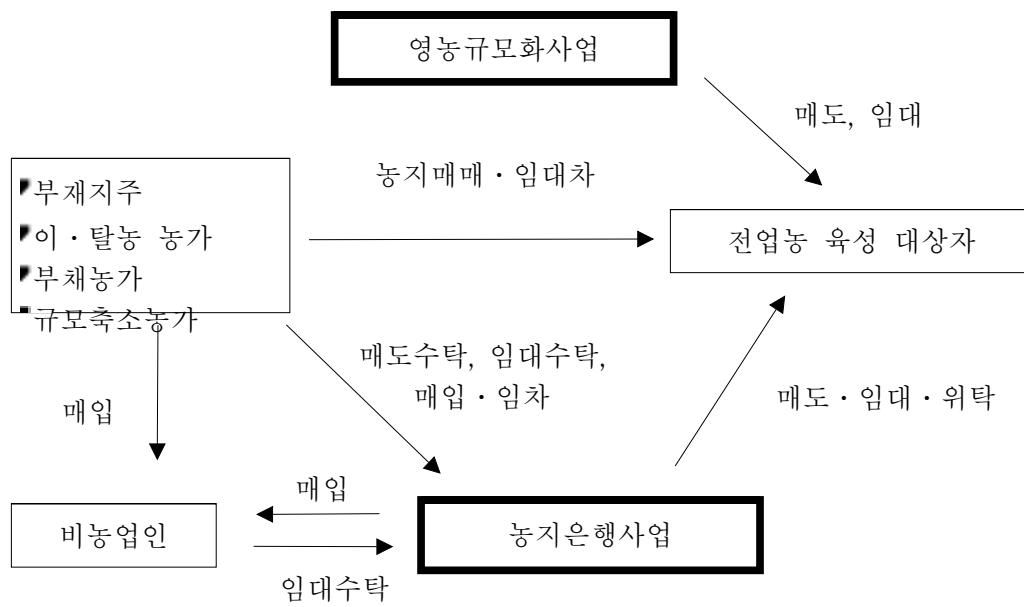 영농규모화사업
매도, 임대
농지매매・임대차
부재지주
이・탈농 농가
부채농가
규모축소농가
전업농 육성 대상자
매도수탁, 임대수탁,
매입・임차
매입
매도・임대・위탁
매입
비농업인
농지은행사업
임대수탁